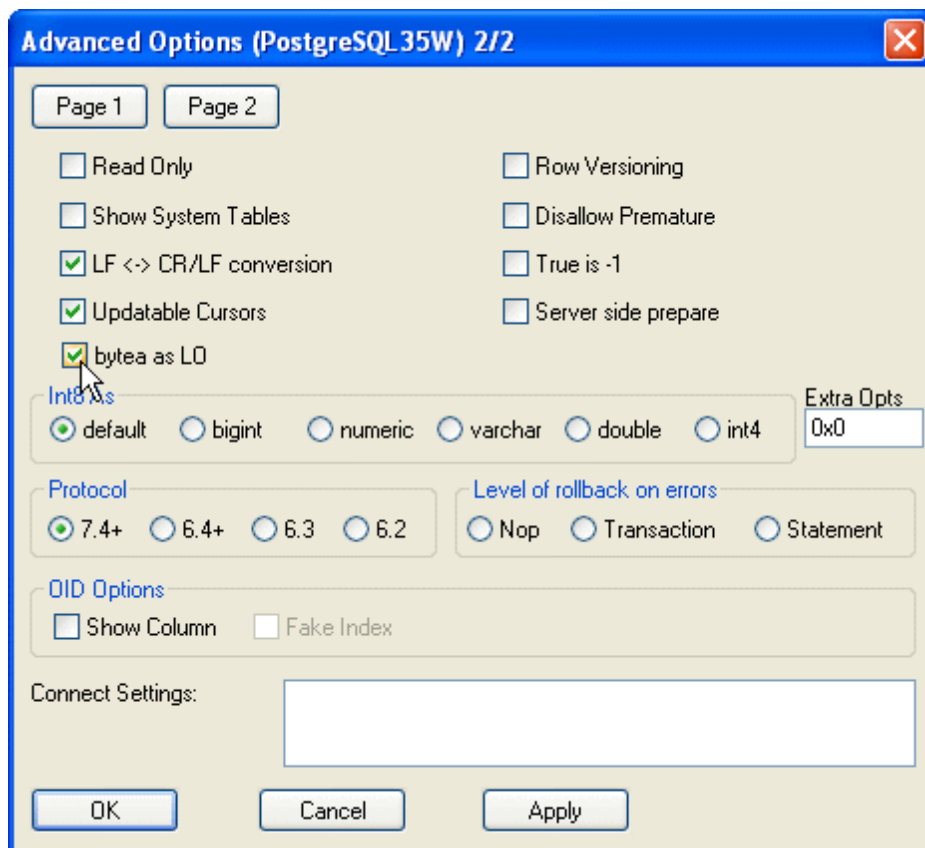 Advanced Options (PostgreSQL35W) 2/2
Page 1 Page 2
Read Only Row Versioning
Show System Tables Disallow Premature
LF <-> CR/LF conversion True is -1
Updatable Cursors Server side prepare
bytea as LO
Int8 As Extra Opts
default bigint numeric varchar double int4 0x0
Protocol Level of rollback on errors
7.4+ 6.4+ 6.3 6.2 Nop Transaction Statement
OID Options
Show Column Fake Index
Connect Settings:
OK Cancel Apply